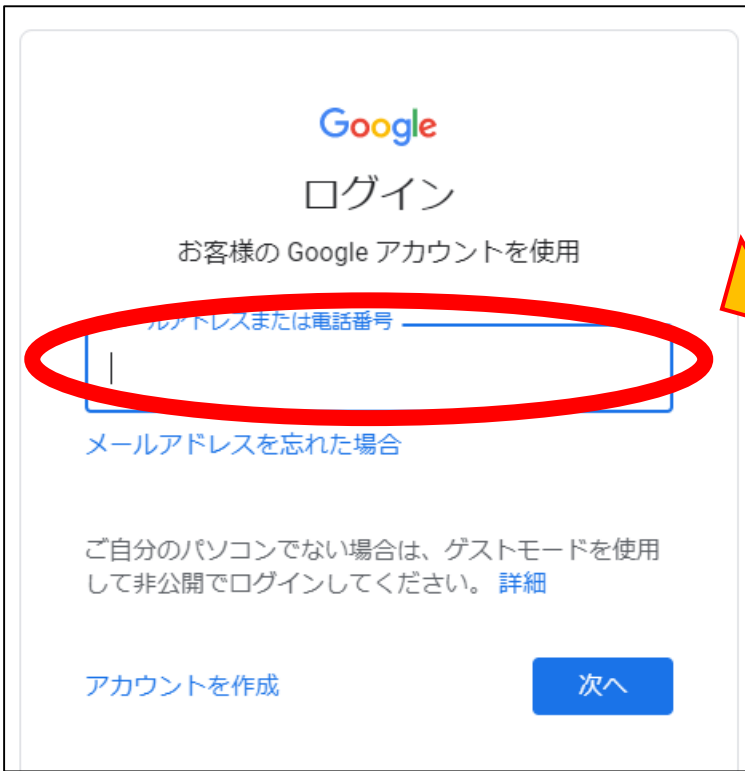 Google
ログイン
お客様の Google アカウントを使用
ルアドレスまたは電話番号
メールアドレスを忘れた場合
ご自分のパソコンでない場合は、ゲストモードを使用
して非公開でログインしてください。 詳細
アカウントを作成
次へ